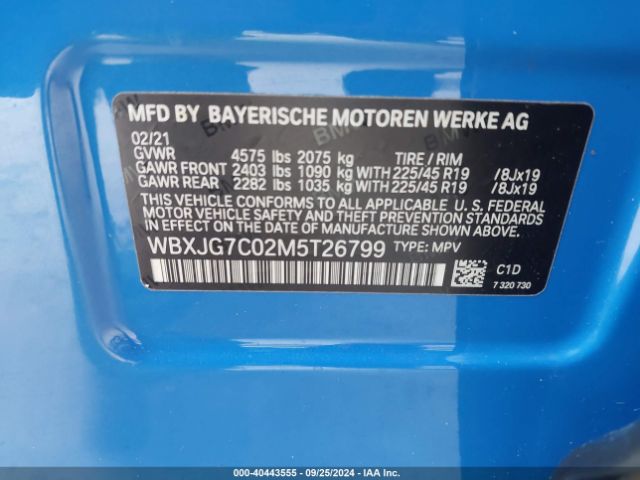 MFD BY BAYERISCHE MOTOREN WERKE AG
02/21
GVWR 4575 lbs 2075 kg TIRE / RIM
GAWR FRONT 2403 lbs 1090 kg WITH 225/45 R19 /8Jx19
GAWR REAR 2282 lbs 1035 kg WITH 225/45 R19 /8Jx19
THIS VEHICLE CONFORMS TO ALL APPLICABLE U. S. FEDERAL
MOTOR VEHICLE SAFETY AND THEFT PREVENTION
STANDARDS IN EFFECT ON THE DATE OF MANUFACTURE
SHOWN ABOVE.
WBXJG7C02M5T26799 TYPE: MPV
C1D
7 320 730
© - 40443555 - 09/25/2024 - IAA, Inc.